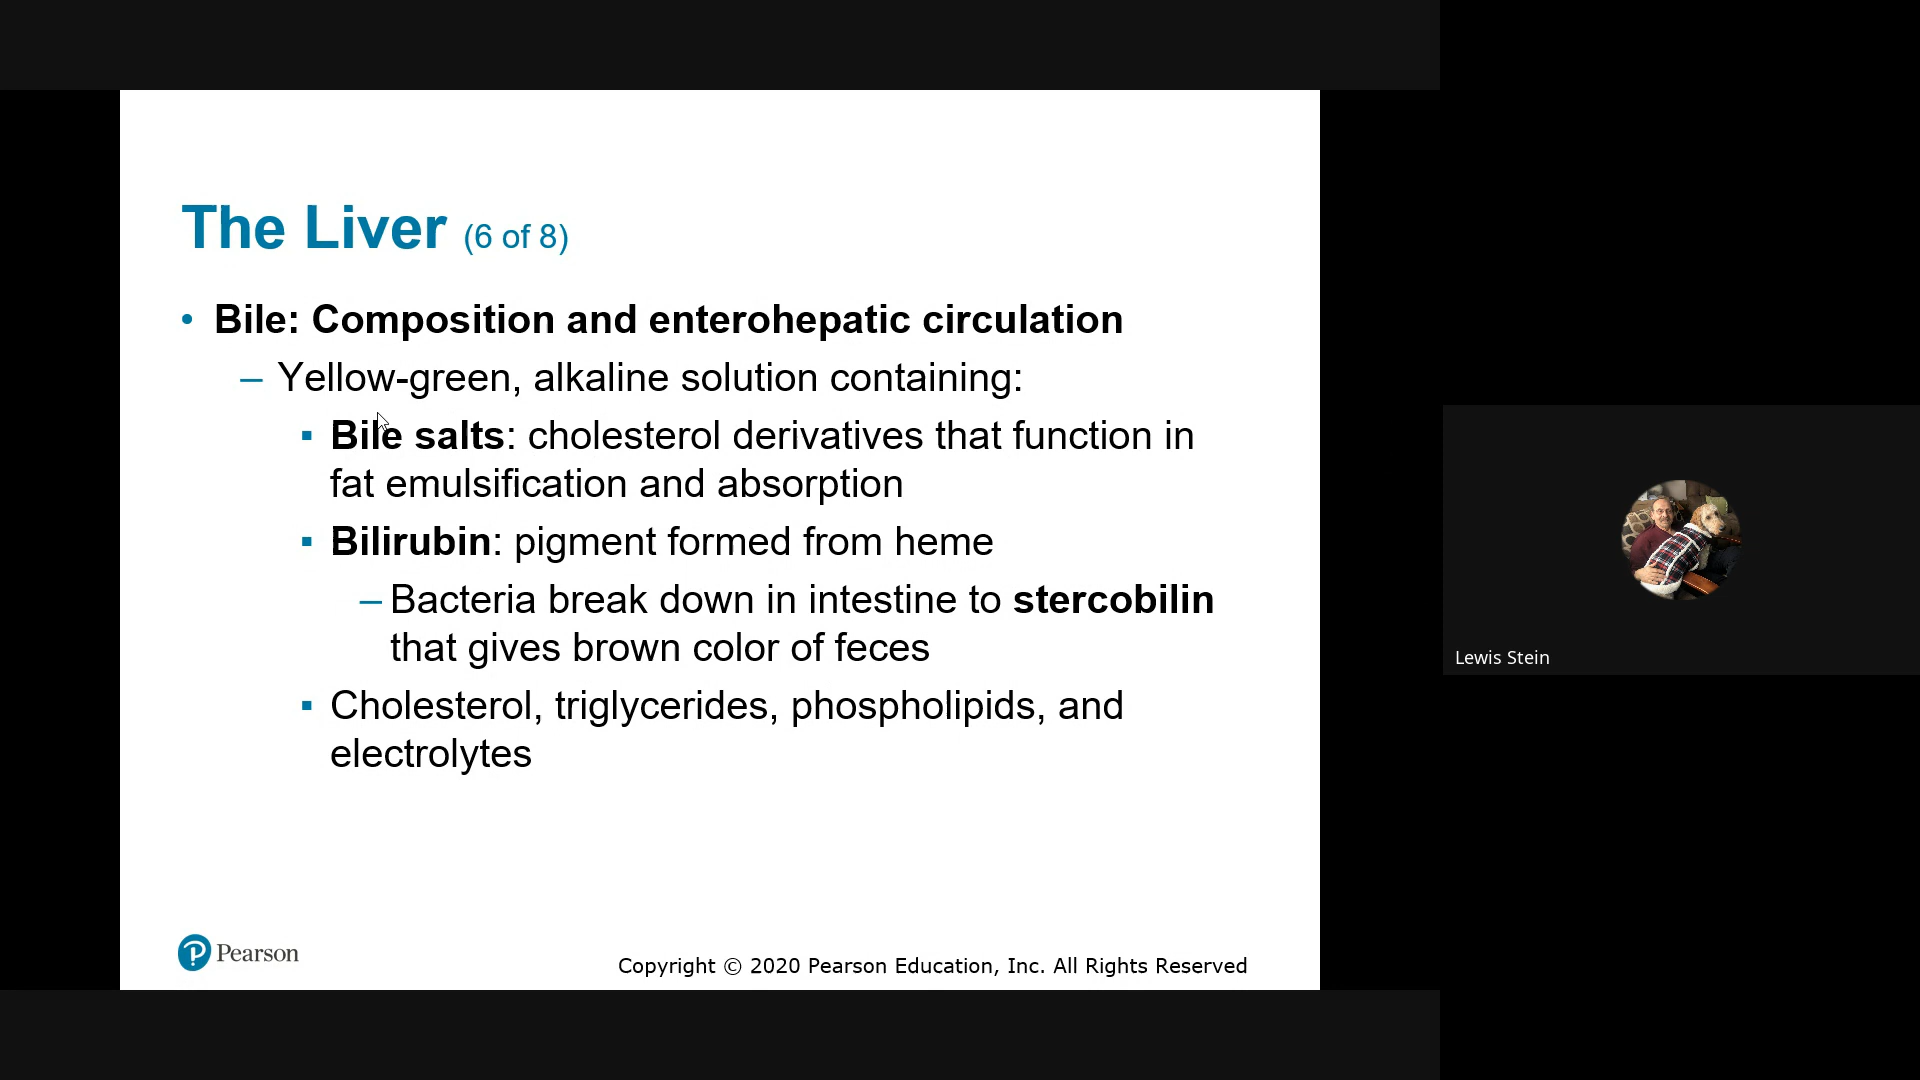 The Liver (6 of 8)
• Bile: Composition and enterohepatic circulation
– Yellow-green, alkaline solution containing:
▪ Bile salts: cholesterol derivatives that function in
fat emulsification and absorption
▪ Bilirubin: pigment formed from heme
– Bacteria break down in intestine to stercobilin
that gives brown color of feces
▪ Cholesterol, triglycerides, phospholipids, and
electrolytes
Pearson
Copyright © 2020 Pearson Education, Inc. All Rights Reserved
Lewis Stein